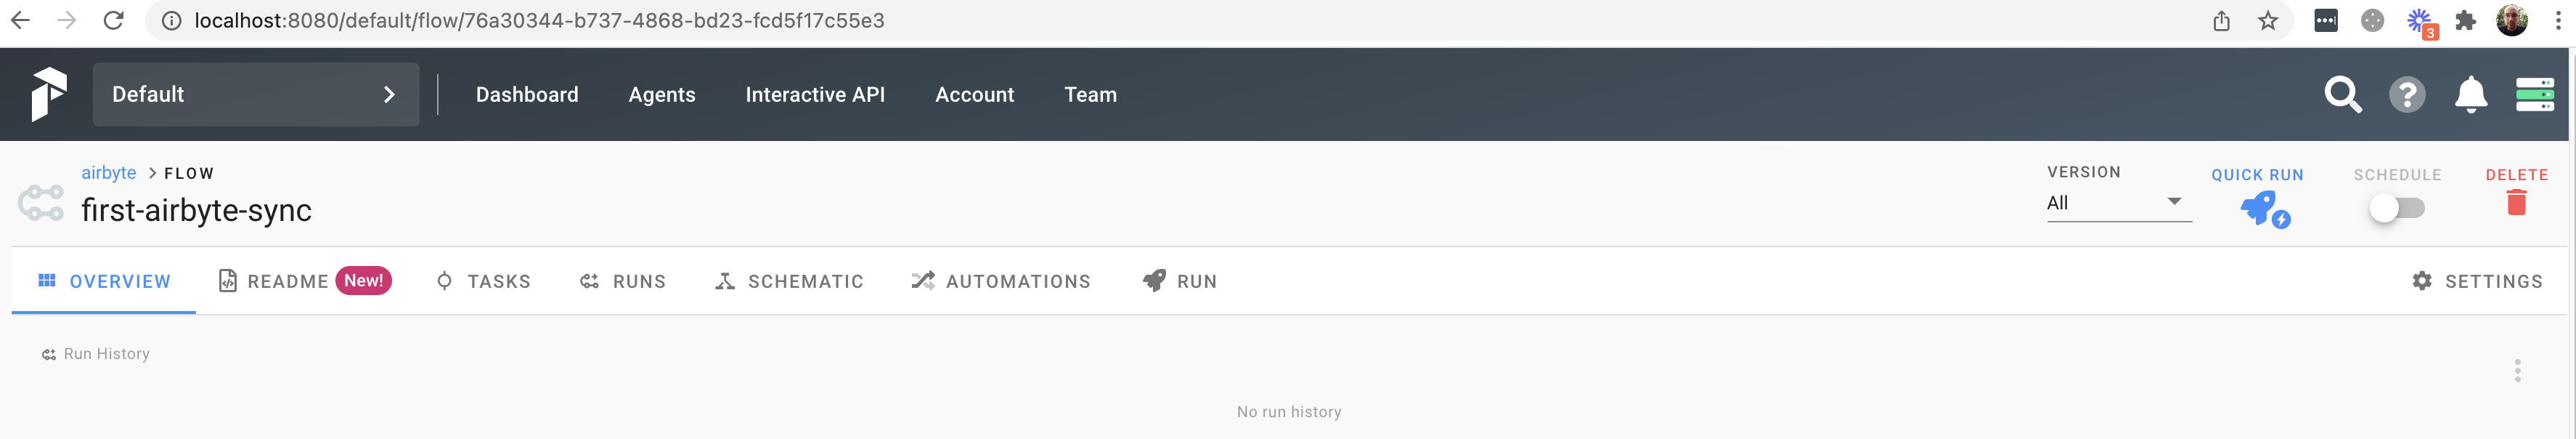 localhost:8080/default/flow/76a30344-b737-4868-bd23-fcd5f17c55e3
3
Default
Dashboard
Agents
Interactive API
Account
Team
airbyte > FLOW
first-airbyte-sync
VERSION
All
QUICK RUN
SCHEDULE
DELETE
OVERVIEW
README New!
TASKS
RUNS
SCHEMATIC
AUTOMATIONS
RUN
SETTINGS
Run History
No run history